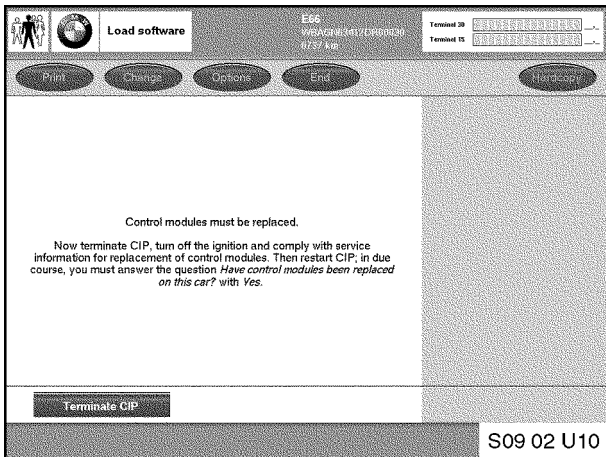 Load software
E66
Terminal 30
Terminal 15
Print
Change
Options
End
Hardcopy
Control modules must be replaced.
Now terminate CIP, turn off the ignition and comply with service
information for replacement of control modules. Then restart CIP; in due
course, you must answer the question Have control modules been replaced
on this car? with Yes.
Terminate CIP
S09 02 U10